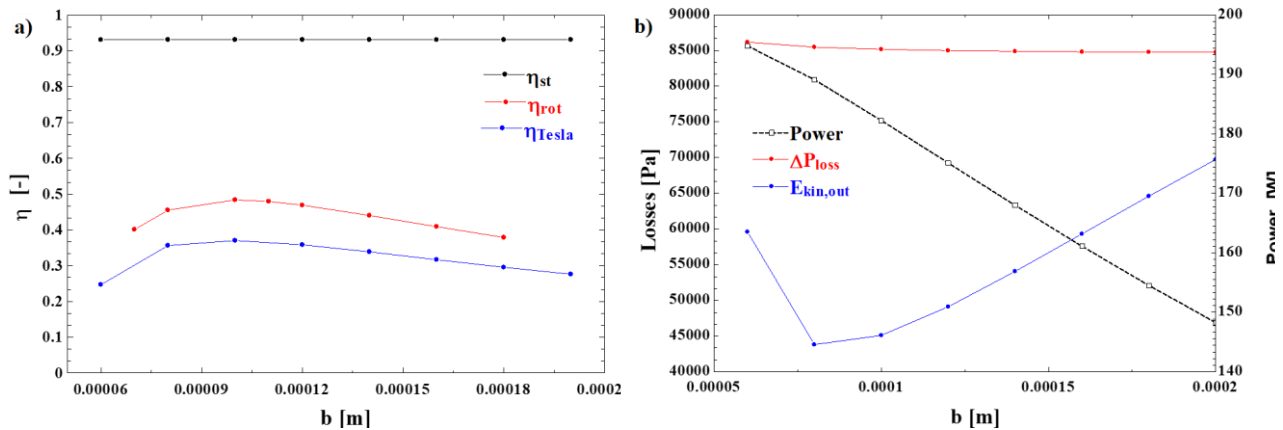 a)
1
0.9
0.8
0.7
0.6
0.5
0.4
0.3
0.2
0.1
0
η [-]
ηst
ηrot
ηTesla
0.00006 0.00009 0.00012 0.00015 0.00018 0.0002
b [m]
b)
90000
85000
80000
75000
70000
65000
60000
55000
50000
45000
40000
Losses [Pa]
Power
ΔPloss
Ekin,out
200
190
180
170
160
150
140
Power [W]
0.00005 0.0001 0.00015 0.0002
b [m]